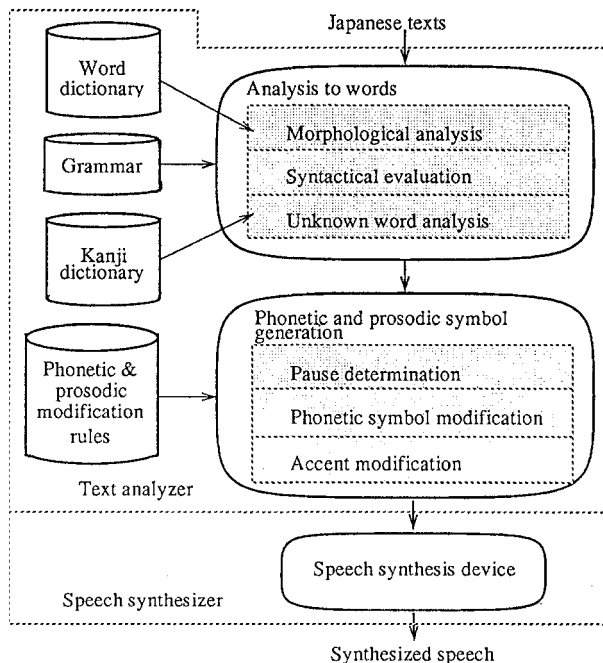 Japanese texts
Word
dictionary
Analysis to words
Morphological analysis
Grammar
Syntactical evaluation
Unknown word analysis
Kanji
dictionary
Phonetic and prosodic symbol
generation
Phonetic &
prosodic
modification
rules
Pause determination
Phonetic symbol modification
Accent modification
Text analyzer
Speech synthesis device
Speech synthesizer
Synthesized speech